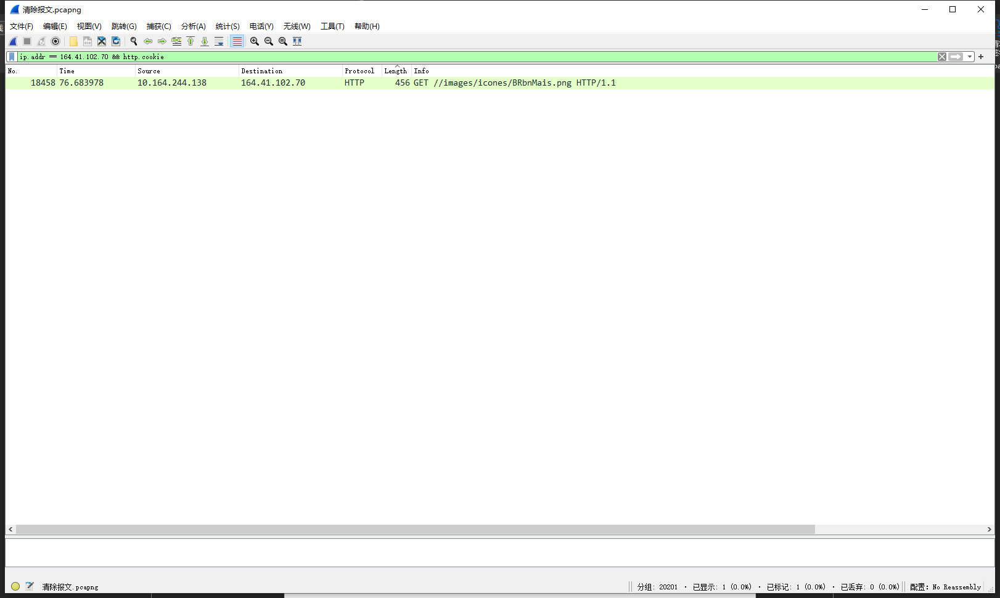 清除报文.pcapng
文件(F) 编辑(E) 视图(V) 跳转(G) 捕获(C) 分析(A) 统计(S) 电话(Y) 无线(W) 工具(T) 帮助(H)
ip.addr == 164.41.102.70 && http.cookie
No. Time Source Destination Protocol Length Info
18458 76.683978 10.164.244.138 164.41.102.70 HTTP 456 GET //images/icones/BRbnMais.png HTTP/1.1
清除报文.pcapng 分组: 20201 · 已显示: 1 (0.0%) · 已标记: 1 (0.0%) · 已丢弃: 0 (0.0%) 配置: No Reassembly